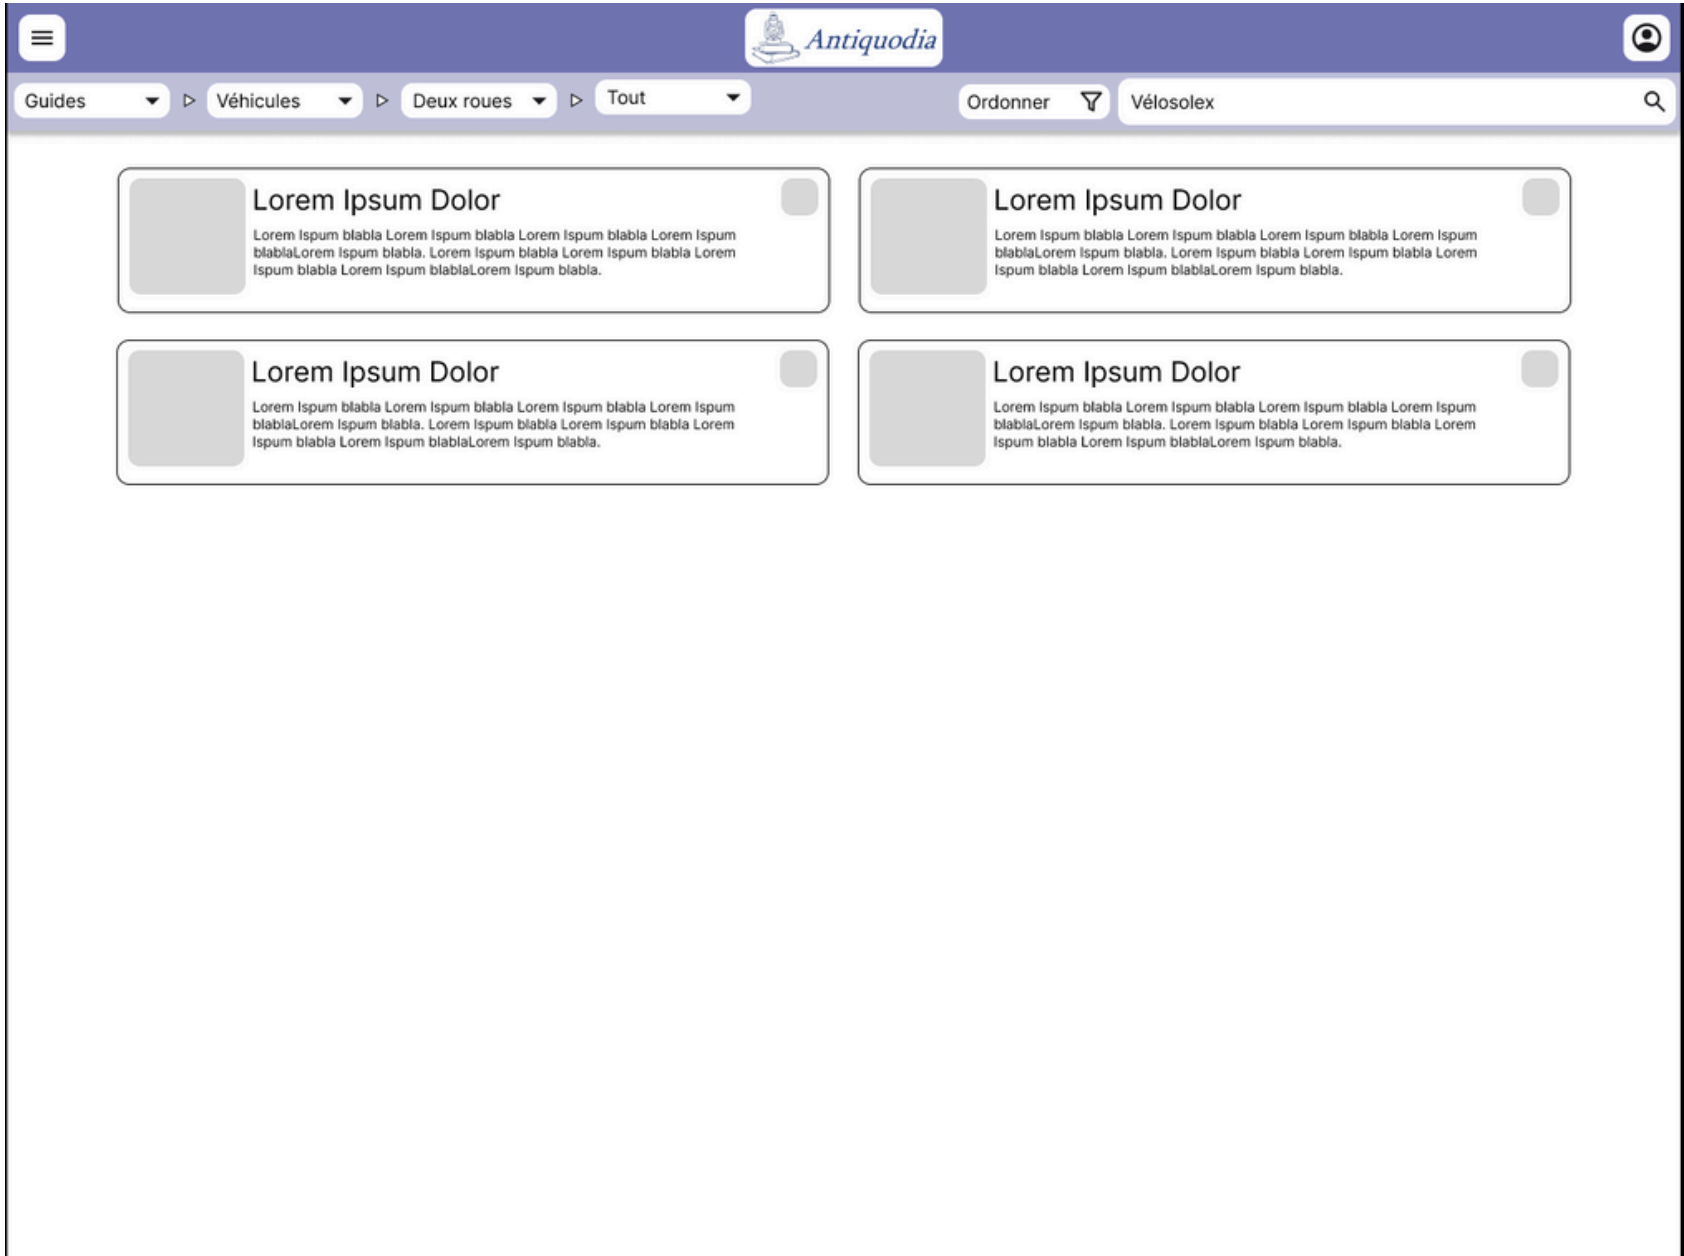 Antiquodia
Guides Véhicules Deux roues Tout Ordonner Vélosolex
Lorem Ipsum Dolor
Lorem Ispum blabla Lorem Ispum blabla Lorem Ispum blabla Lorem Ispum
blablaLorem Ispum blabla. Lorem Ispum blabla Lorem Ispum blabla Lorem
Ispum blabla Lorem Ispum blablaLorem Ispum blabla.
Lorem Ipsum Dolor
Lorem Ispum blabla Lorem Ispum blabla Lorem Ispum blabla Lorem Ispum
blablaLorem Ispum blabla. Lorem Ispum blabla Lorem Ispum blabla Lorem
Ispum blabla Lorem Ispum blablaLorem Ispum blabla.
Lorem Ipsum Dolor
Lorem Ispum blabla Lorem Ispum blabla Lorem Ispum blabla Lorem Ispum
blablaLorem Ispum blabla. Lorem Ispum blabla Lorem Ispum blabla Lorem
Ispum blabla Lorem Ispum blablaLorem Ispum blabla.
Lorem Ipsum Dolor
Lorem Ispum blabla Lorem Ispum blabla Lorem Ispum blabla Lorem Ispum
blablaLorem Ispum blabla. Lorem Ispum blabla Lorem Ispum blabla Lorem
Ispum blabla Lorem Ispum blablaLorem Ispum blabla.